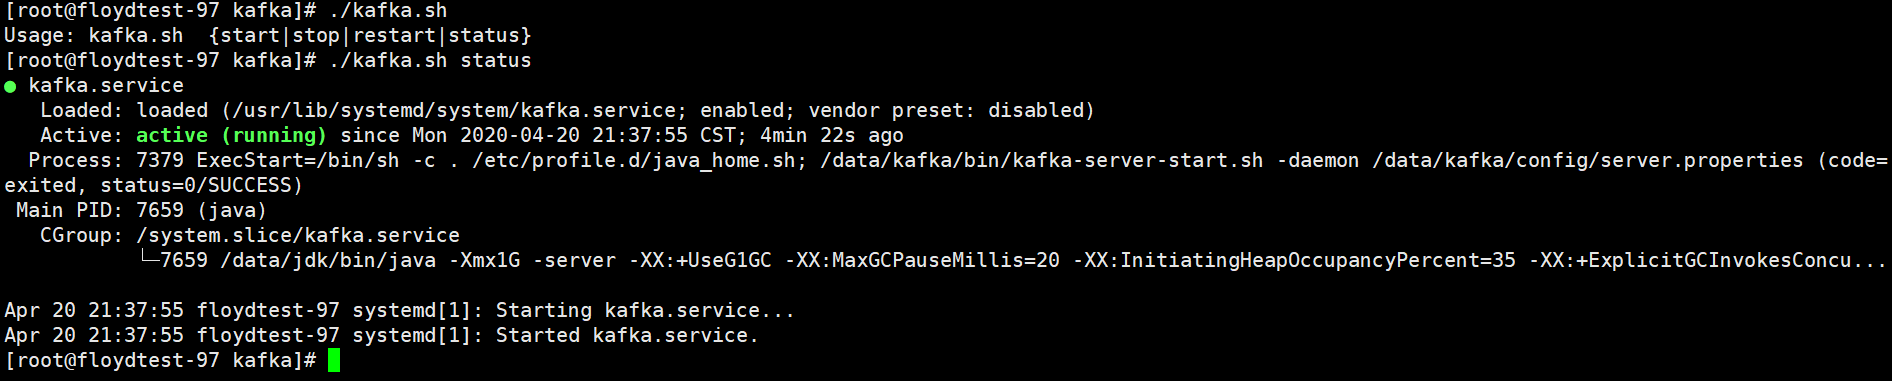 [root@floydtest-97 kafka]# ./kafka.sh
Usage: kafka.sh  {start|stop|restart|status}
[root@floydtest-97 kafka]# ./kafka.sh status
● kafka.service
   Loaded: loaded (/usr/lib/systemd/system/kafka.service; enabled; vendor preset: disabled)
   Active: active (running) since Mon 2020-04-20 21:37:55 CST; 4min 22s ago
  Process: 7379 ExecStart=/bin/sh -c . /etc/profile.d/java_home.sh; /data/kafka/bin/kafka-server-start.sh -daemon /data/kafka/config/server.properties (code=
exited, status=0/SUCCESS)
 Main PID: 7659 (java)
   CGroup: /system.slice/kafka.service
           └─7659 /data/jdk/bin/java -Xmx1G -server -XX:+UseG1GC -XX:MaxGCPauseMillis=20 -XX:InitiatingHeapOccupancyPercent=35 -XX:+ExplicitGCInvokesConcu...

Apr 20 21:37:55 floydtest-97 systemd[1]: Starting kafka.service...
Apr 20 21:37:55 floydtest-97 systemd[1]: Started kafka.service.
[root@floydtest-97 kafka]#